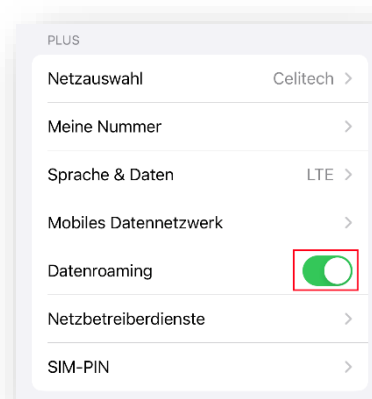 PLUS
Netzauswahl Celitech
Meine Nummer
Sprache & Daten LTE
Mobiles Datennetzwerk
Datenroaming
Netzbetreiberdienste
SIM-PIN